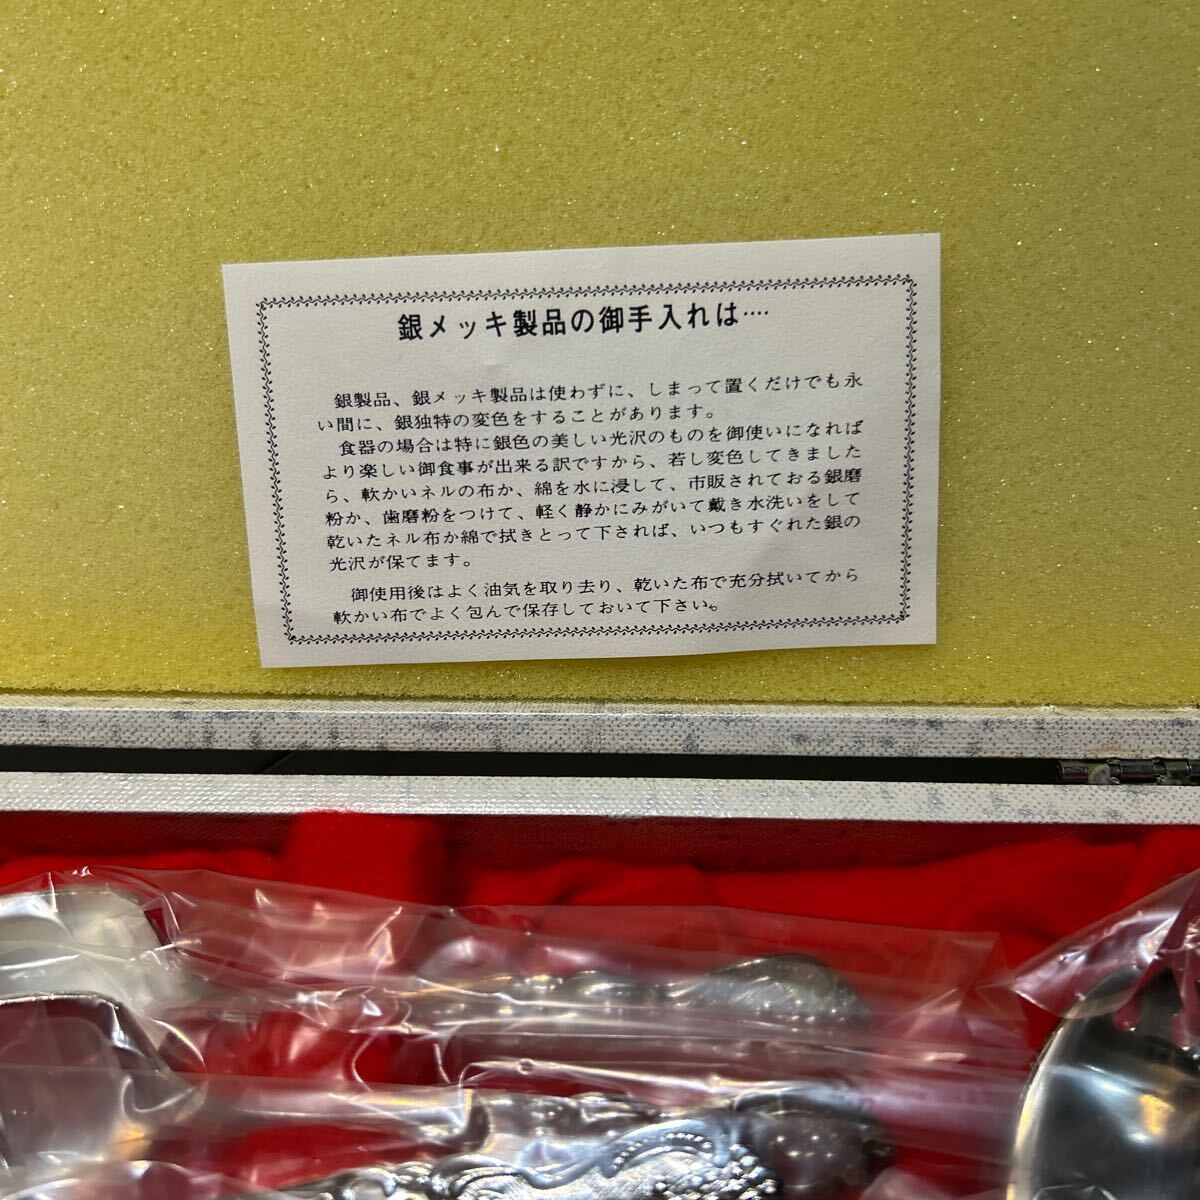 銀メッキ製品の御手入れは‥‥
銀製品、銀メッキ製品は使わずに、しまって置くだけでも永
い間に、銀独特の変色をすることがあります。
食器の場合は特に銀色の美しい光沢のものを御使いになれば
より楽しい御食事が出来る訳ですから、若し変色してきました
ら、軟かいネルの布か、綿を水に浸して、市販されておる銀磨
粉か、歯磨粉をつけて、軽く静かにみがいて戴き水洗いをして
乾いたネル布か綿で拭きとって下されば、いつもすぐれた銀の
光沢が保てます。
御使用後はよく油気を取り去り、乾いた布で充分拭いてから
軟かい布でよく包んで保存しておいて下さい。